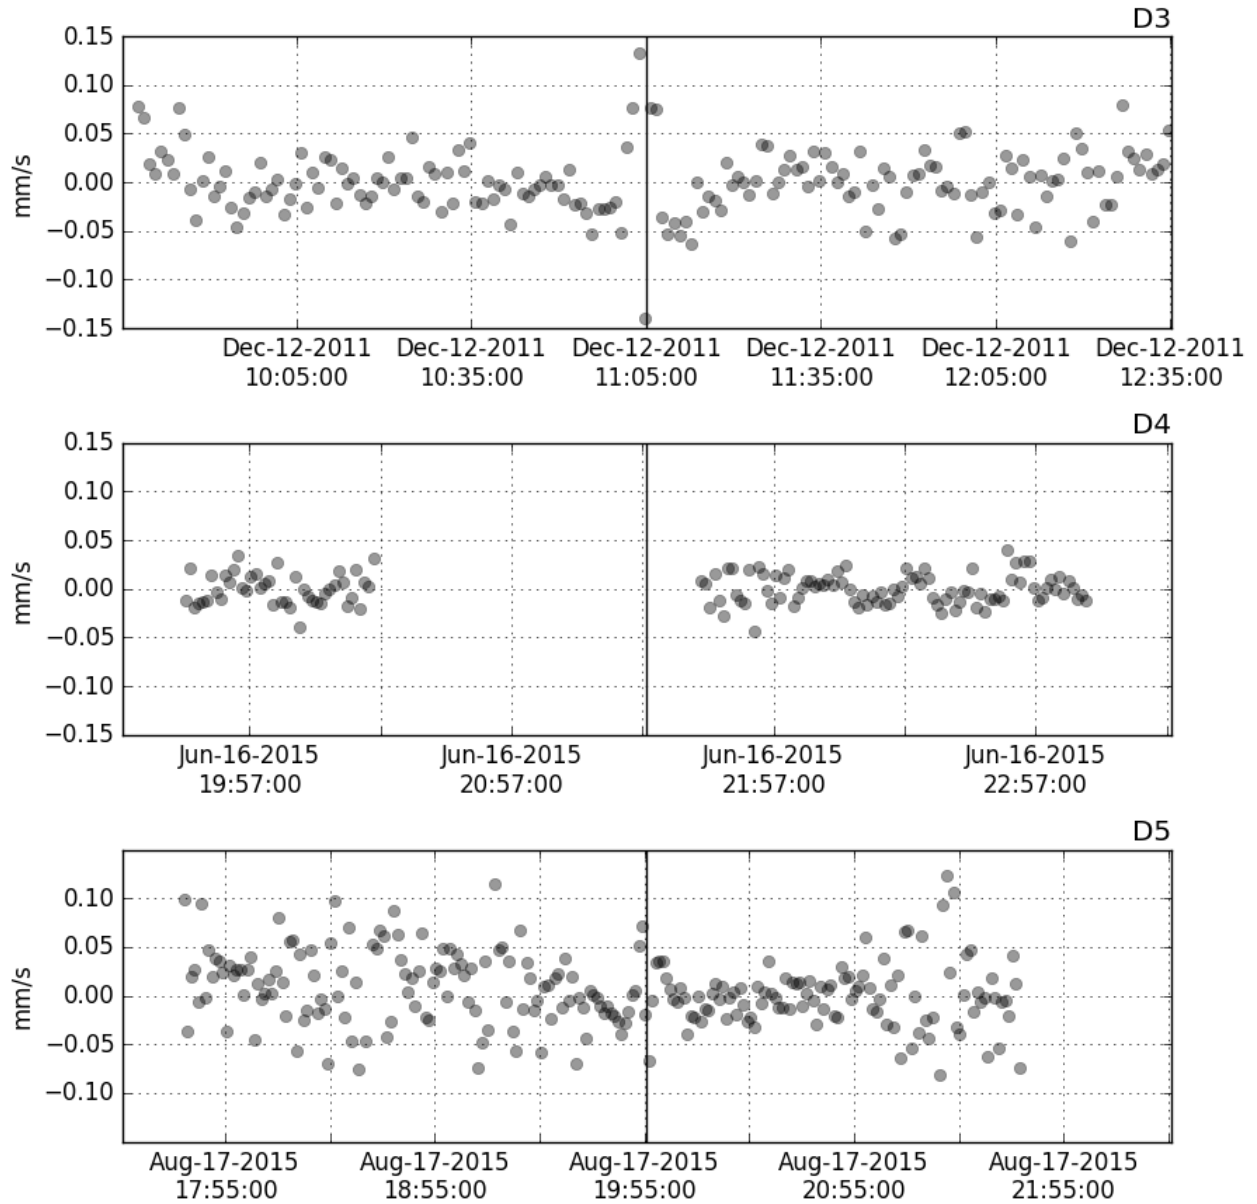 D3
0.15
0.10
0.05
0.00
−0.05
−0.10
−0.15
mm/s
Dec-12-2011 Dec-12-2011 Dec-12-2011 Dec-12-2011 Dec-12-2011 Dec-12-2011
10:05:00 10:35:00 11:05:00 11:35:00 12:05:00 12:35:00
D4
0.15
0.10
0.05
0.00
−0.05
−0.10
−0.15
mm/s
Jun-16-2015 Jun-16-2015 Jun-16-2015 Jun-16-2015
19:57:00 20:57:00 21:57:00 22:57:00
D5
0.10
0.05
0.00
−0.05
−0.10
mm/s
Aug-17-2015 Aug-17-2015 Aug-17-2015 Aug-17-2015 Aug-17-2015
17:55:00 18:55:00 19:55:00 20:55:00 21:55:00